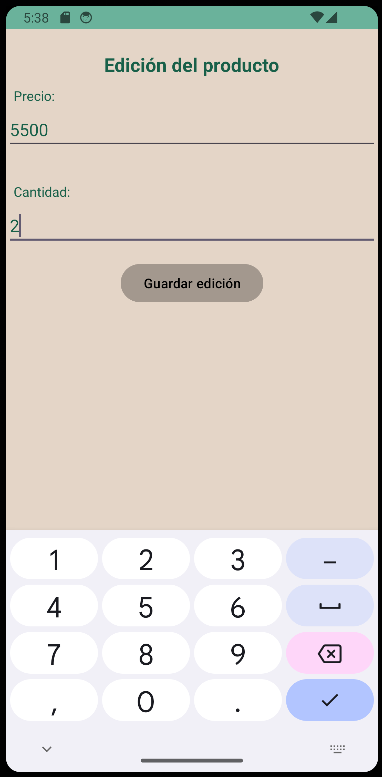 5:38
Edición del producto
Precio:
5500
Cantidad:
2
Guardar edición
1 2 3 –
4 5 6
7 8 9
, 0 .